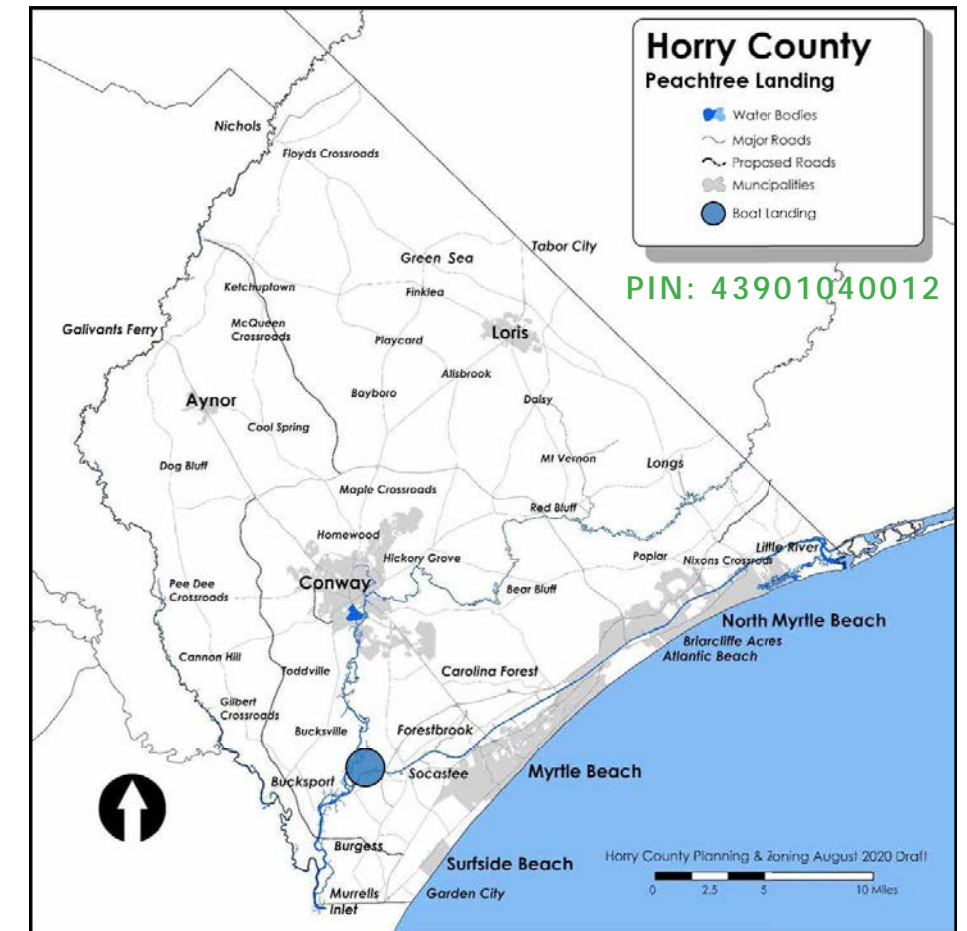 Horry County
Peachtree Landing
Water Bodies
Major Roads
Proposed Roads
Muncipalities
Boat Landing
PIN: 43901040012
Nichols
Floyds Crossroads
Tabor City
Green Sea
Ketchuptown
Finklea
Galivants Ferry
McQueen
Crossroads
Playcard
Loris
Allsbrook
Aynor
Bayboro
Daisy
Cool Spring
Dog Bluff
Mt Vernon
Longs
Maple Crossroads
Red Bluff
Homewood
Hickory Grove
Poplar
Nixons Crossroads
Little River
Conway
Pee Dee
Crossroads
Bear Bluff
North Myrtle Beach
Briarcliffe Acres
Atlantic Beach
Cannon Hill
Toddville
Carolina Forest
Gilbert
Crossroads
Bucksville
Forestbrook
Bucksport
Socastee
Myrtle Beach
Burgess
Surfside Beach
Murrells
Inlet
Garden City
Horry County Planning & Zoning August 2020 Draft
0 2.5 5 10 Miles